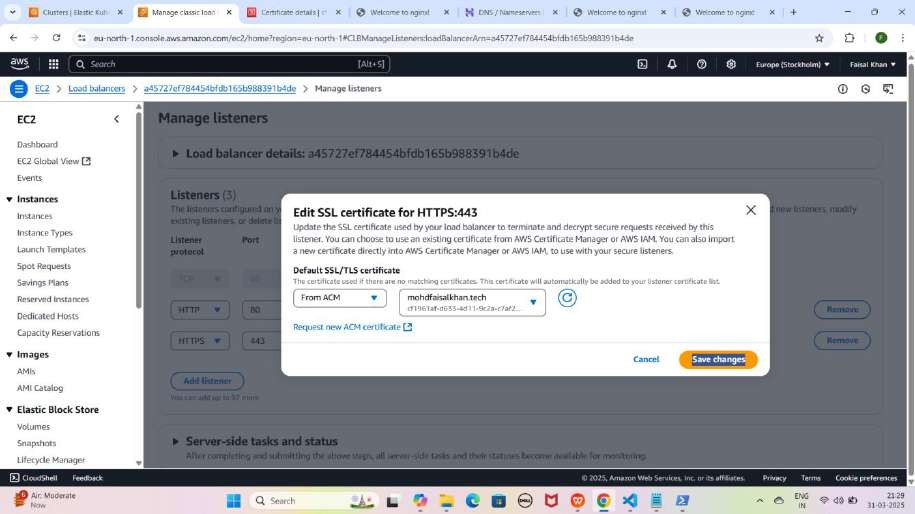 Clusters | Elastic Kub
Manage classic load
Certificate details | cf
Welcome to nginx!
DNS / Nameservers
Welcome to nginx!
Welcome to nginx!
eu-north-1.console.aws.amazon.com/ec2/home?region=eu-north-1#CLBManageListeners:loadBalancerArn=a45727ef784454bfdb165b988391b4de
aws
Search
[Alt+S]
Europe (Stockholm)
Faisal Khan
EC2
Load balancers
a45727ef784454bfdb165b988391b4de
Manage listeners
EC2
Dashboard
EC2 Global View
Events
Instances
Instances
Instance Types
Launch Templates
Spot Requests
Savings Plans
Reserved Instances
Dedicated Hosts
Capacity Reservations
Images
AMIs
AMI Catalog
Elastic Block Store
Volumes
Snapshots
Lifecycle Manager
Manage listeners
Load balancer details: a45727ef784454bfdb165b988391b4de
Listeners (3)
The listeners configured on yo
existing listeners, or delete li
new listeners, modify
Listener
protocol
Port
TCP
HTTP
80
Remove
HTTPS
443
Remove
Add listener
You can add up to 97 more
Server-side tasks and status
After completing and submitting the above steps, all server-side tasks and their statuses become available for monitoring.
Edit SSL certificate for HTTPS:443
Update the SSL certificate used by your load balancer to terminate and decrypt secure requests received by this
listener. You can choose to use an existing certificate from AWS Certificate Manager or AWS IAM. You can also import
a new certificate directly into AWS Certificate Manager or AWS IAM, to use with your secure listeners.
Default SSL/TLS certificate
The certificate used if there are no matching certificates. This certificate will automatically be added to your listener certificate list.
From ACM
mohdfaisalkhan.tech
Request new ACM certificate
Cancel
Save changes
CloudShell
Feedback
© 2025, Amazon Web Services, Inc. or its affiliates.
Privacy
Terms
Cookie preferences
Air: Moderate
Now
Search
ENG
IN
21:29
31-03-2025